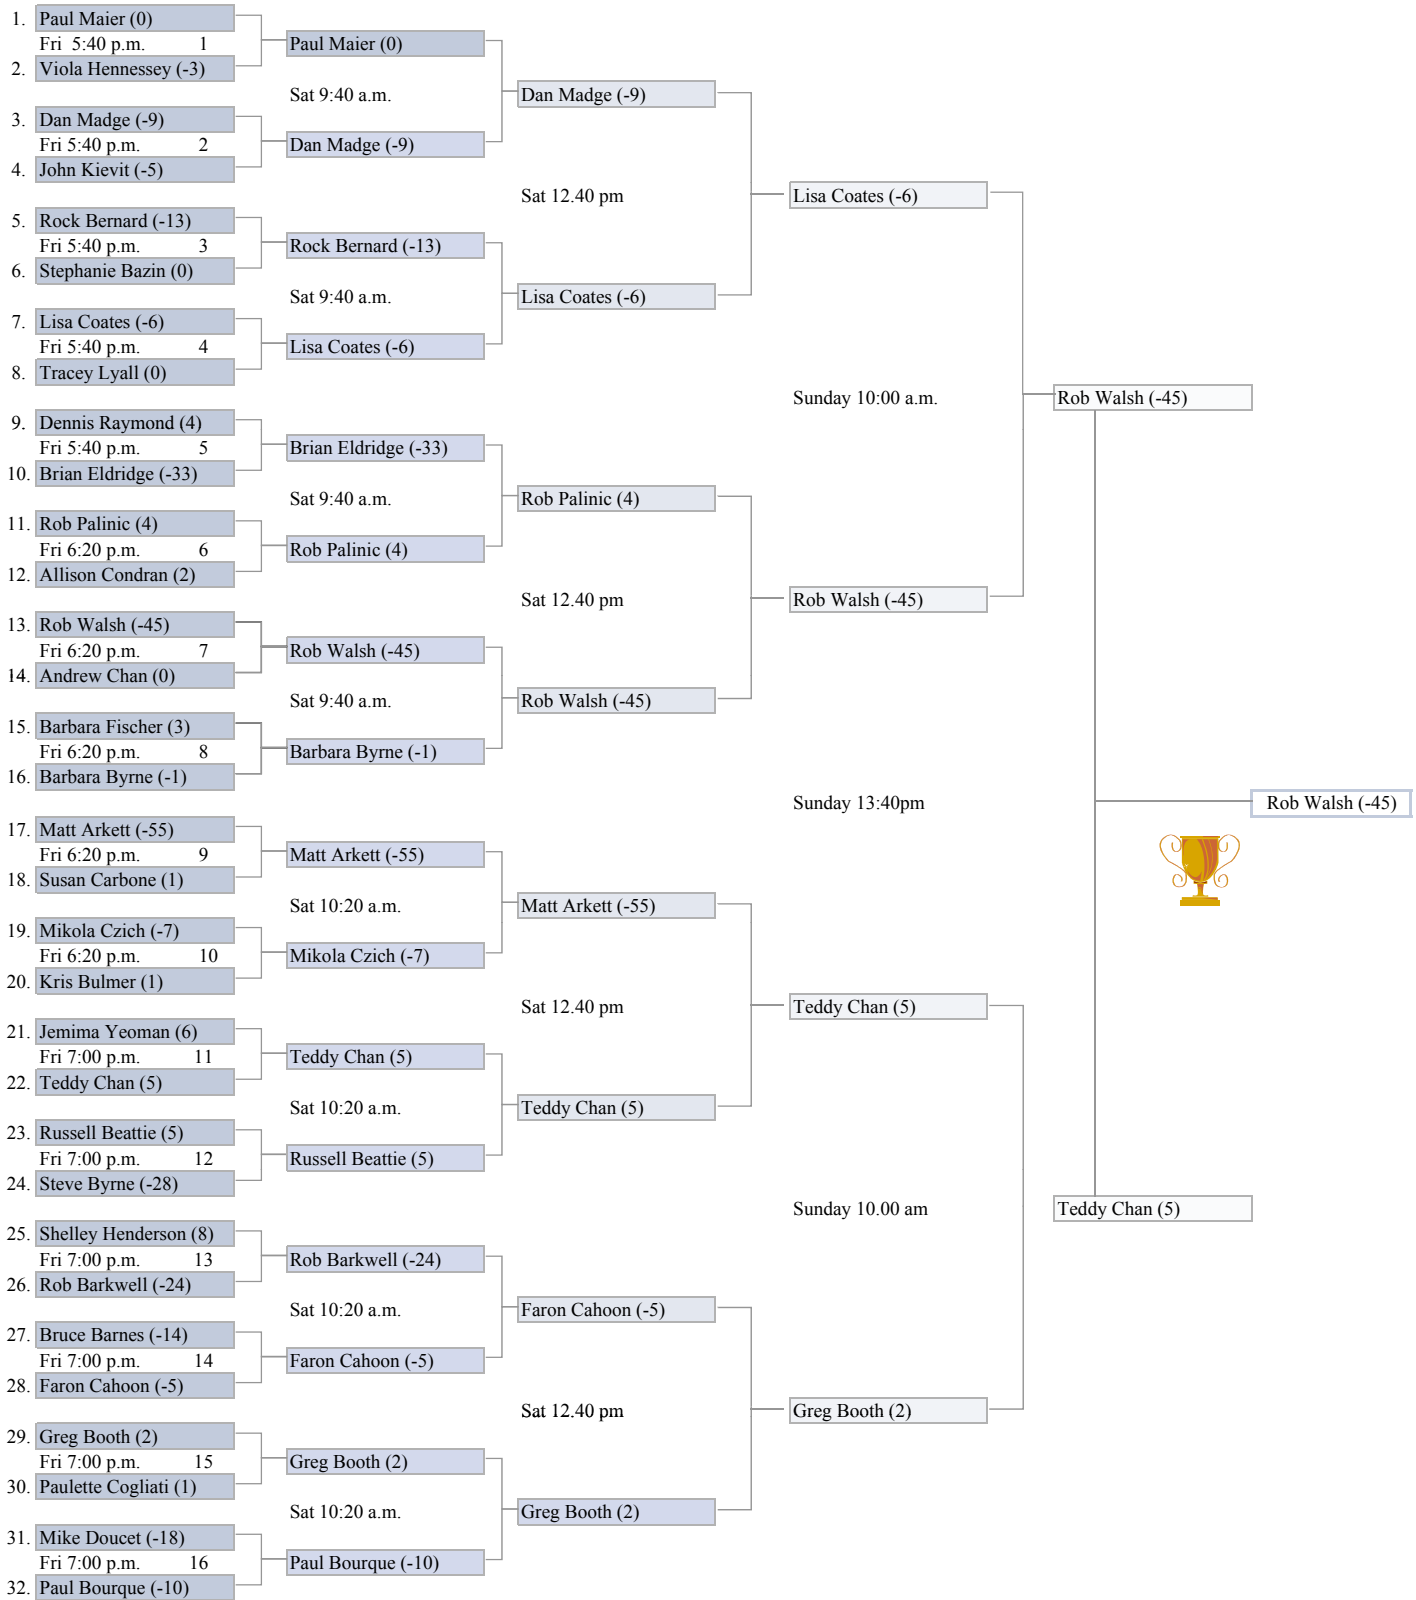 1. Paul Maier (0)
Fri 5:40 p.m. 1
2. Viola Hennessey (-3)
3. Dan Madge (-9)
Fri 5:40 p.m. 2
4. John Kievit (-5)
5. Rock Bernard (-13)
Fri 5:40 p.m. 3
6. Stephanie Bazin (0)
7. Lisa Coates (-6)
Fri 5:40 p.m. 4
8. Tracey Lyall (0)
9. Dennis Raymond (4)
Fri 5:40 p.m. 5
10. Brian Eldridge (-33)
11. Rob Palinic (4)
Fri 6:20 p.m. 6
12. Allison Condran (2)
13. Rob Walsh (-45)
Fri 6:20 p.m. 7
14. Andrew Chan (0)
15. Barbara Fischer (3)
Fri 6:20 p.m. 8
16. Barbara Byrne (-1)
17. Matt Arkett (-55)
Fri 6:20 p.m. 9
18. Susan Carbone (1)
19. Mikola Czich (-7)
Fri 6:20 p.m. 10
20. Kris Bulmer (1)
21. Jemima Yeoman (6)
Fri 7:00 p.m. 11
22. Teddy Chan (5)
23. Russell Beattie (5)
Fri 7:00 p.m. 12
24. Steve Byrne (-28)
25. Shelley Henderson (8)
Fri 7:00 p.m. 13
26. Rob Barkwell (-24)
27. Bruce Barnes (-14)
Fri 7:00 p.m. 14
28. Faron Cahoon (-5)
29. Greg Booth (2)
Fri 7:00 p.m. 15
30. Paulette Cogliati (1)
31. Mike Doucet (-18)
Fri 7:00 p.m. 16
32. Paul Bourque (-10)
Paul Maier (0)
Sat 9:40 a.m.
Dan Madge (-9)
Rock Bernard (-13)
Sat 9:40 a.m.
Lisa Coates (-6)
Brian Eldridge (-33)
Sat 9:40 a.m.
Rob Palinic (4)
Rob Walsh (-45)
Sat 9:40 a.m.
Barbara Byrne (-1)
Matt Arkett (-55)
Sat 10:20 a.m.
Mikola Czich (-7)
Teddy Chan (5)
Sat 10:20 a.m.
Russell Beattie (5)
Rob Barkwell (-24)
Sat 10:20 a.m.
Faron Cahoon (-5)
Greg Booth (2)
Sat 10:20 a.m.
Paul Bourque (-10)
Dan Madge (-9)
Sat 12.40 pm
Lisa Coates (-6)
Rob Palinic (4)
Sat 12.40 pm
Rob Walsh (-45)
Matt Arkett (-55)
Sat 12.40 pm
Teddy Chan (5)
Faron Cahoon (-5)
Sat 12.40 pm
Greg Booth (2)
Lisa Coates (-6)
Sunday 10:00 a.m.
Rob Walsh (-45)
Sunday 13:40pm
Teddy Chan (5)
Sunday 10.00 am
Greg Booth (2)
Rob Walsh (-45)
Teddy Chan (5)
Rob Walsh (-45)